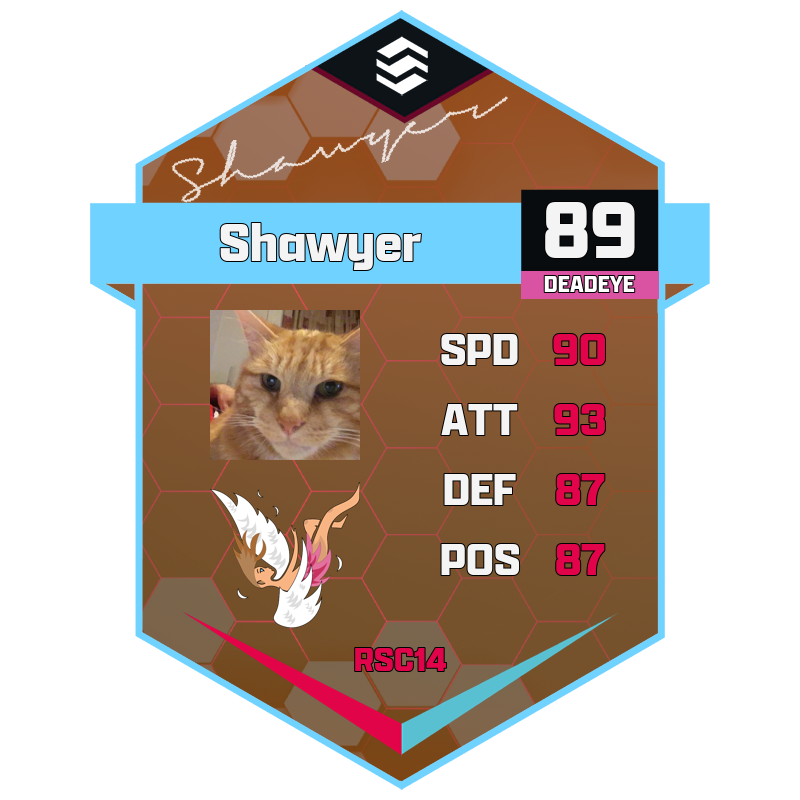 Shawyer
Shawyer
89
DEADEYE
SPD 90
ATT 93
DEF 87
POS 87
RSC14